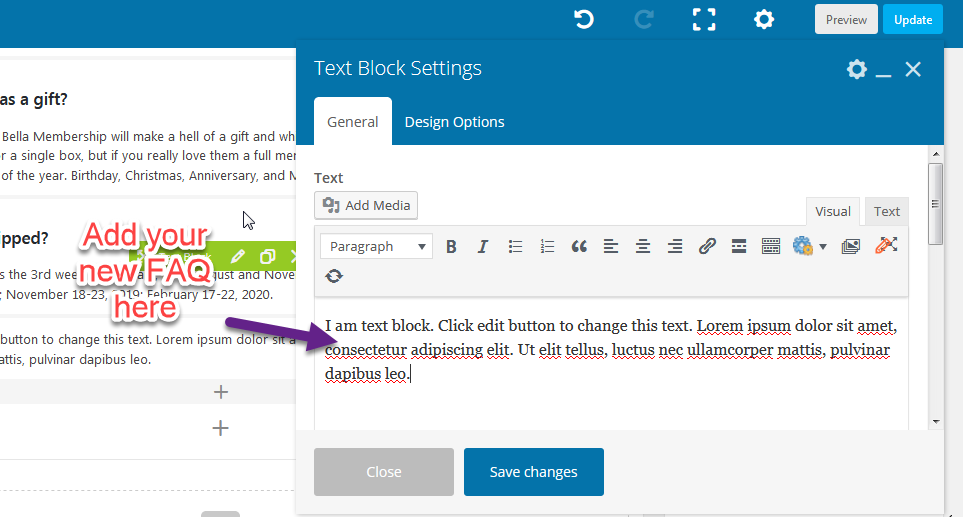 Preview
Update
Text Block Settings
General
Design Options
Text
Add Media
Visual
Text
Paragraph
B
I
I am text block. Click edit button to change this text. Lorem ipsum dolor sit amet,
consectetur adipiscing elit. Ut elit tellus, luctus nec ullamcorper mattis, pulvinar
dapibus leo.
Close
Save changes
as a gift?
Bella Membership will make a hell of a gift and wh
r a single box, but if you really love them a full mer
of the year. Birthday, Christmas, Anniversary, and M
ipped?
Add your
new FAQ
here
s the 3rd wee
ust and Nove
; November 18-23, 2019; February 17-22, 2020.
button to change this text. Lorem ipsum dolor sit a
attis, pulvinar dapibus leo.